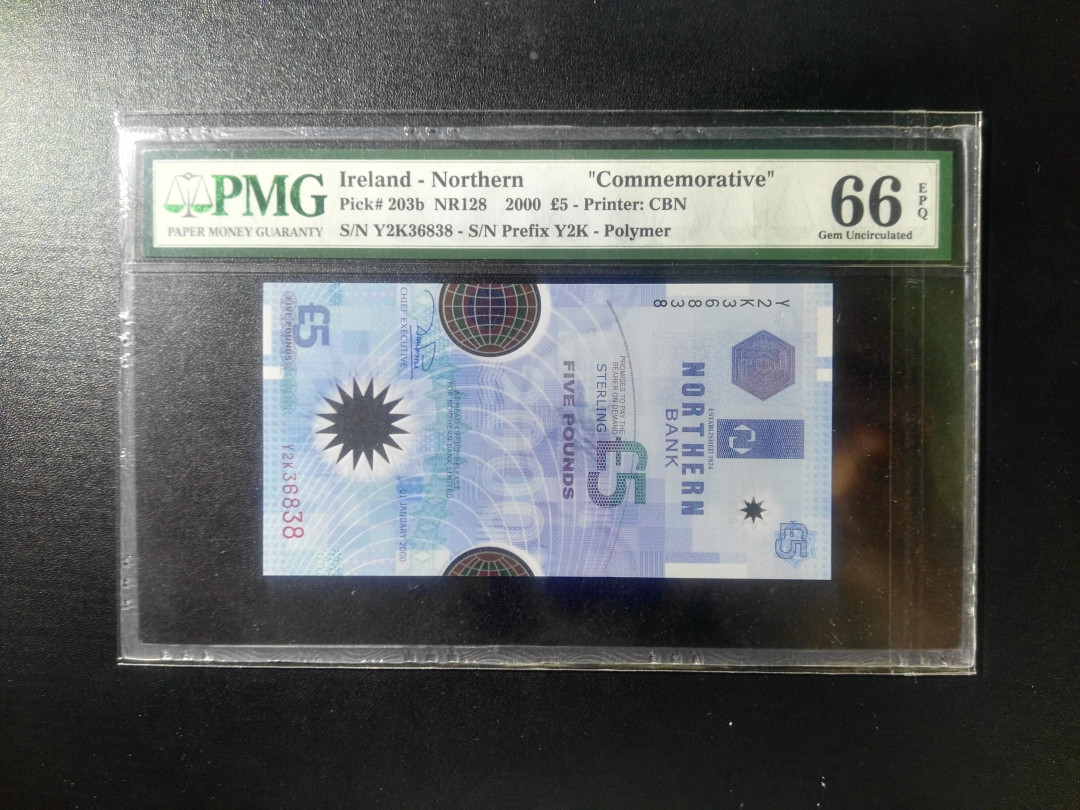 PMG
PAPER MONEY GUARANTY
Ireland - Northern "Commemorative"
Pick# 203b NR128 2000 £5 - Printer: CBN
S/N Y2K36838 - S/N Prefix Y2K - Polymer
66
EPQ
Gem Uncirculated
Y2K36838
NORTHERN
BANK
ESTABLISHED 1824
£5
PROMISES TO PAY THE
BEARER ON DEMAND
£5
STERLING
FIVE POUNDS
2000
01 JANUARY 2000
CHIEF EXECUTIVE
£5
FIVE POUNDS
Y2K36838